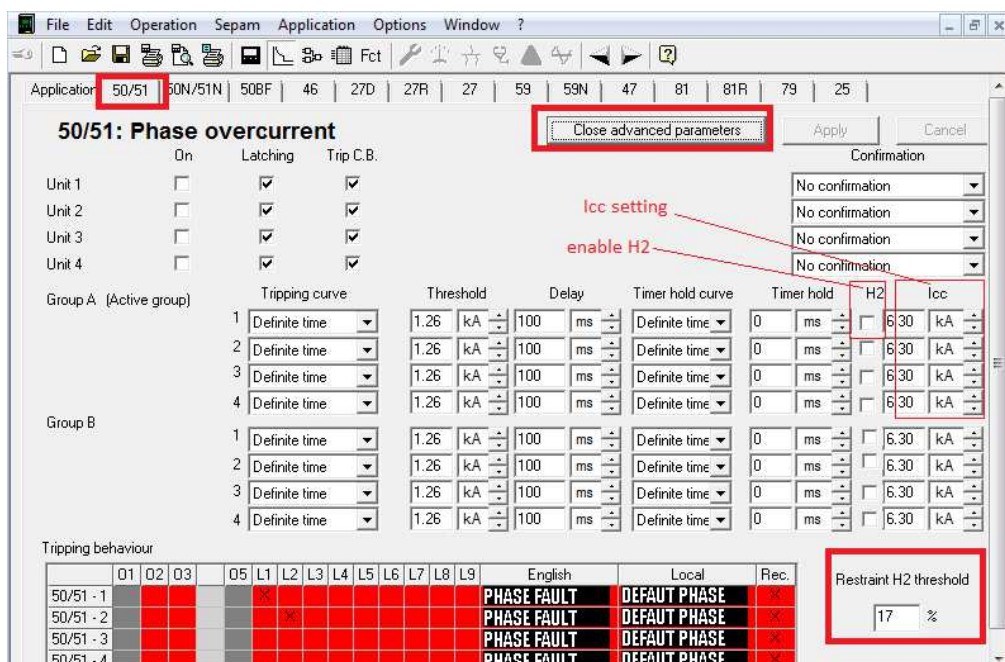 File Edit Operation Sepam Application Options Window ?
Fct
Application 50/51 50N/51N 50BF 46 27D 27R 27 59 59N 47 81 81R 79 25
50/51: Phase overcurrent
Close advanced parameters Apply Cancel
On Latching Trip C.B. Confirmation
Unit 1 No confirmation
Unit 2 No confirmation
Unit 3 No confirmation
Unit 4 No confirmation
Icc setting
enable H2
Group A (Active group) Tripping curve Threshold Delay Timer hold curve Timer hold H2 Icc
1 Definite time 1.26 kA 100 ms Definite time 0 ms 6.30 kA
2 Definite time 1.26 kA 100 ms Definite time 0 ms 6.30 kA
3 Definite time 1.26 kA 100 ms Definite time 0 ms 6.30 kA
4 Definite time 1.26 kA 100 ms Definite time 0 ms 6.30 kA
Group B
1 Definite time 1.26 kA 100 ms Definite time 0 ms 6.30 kA
2 Definite time 1.26 kA 100 ms Definite time 0 ms 6.30 kA
3 Definite time 1.26 kA 100 ms Definite time 0 ms 6.30 kA
4 Definite time 1.26 kA 100 ms Definite time 0 ms 6.30 kA
Tripping behaviour
O1 O2 O3 O5 L1 L2 L3 L4 L5 L6 L7 L8 L9 English Local Rec.
50/51 - 1 X PHASE FAULT DEFAUT PHASE X
50/51 - 2 X PHASE FAULT DEFAUT PHASE X
50/51 - 3 PHASE FAULT DEFAUT PHASE X
50/51 - 4 PHASE FAULT DEFAUT PHASE X
Restraint H2 threshold
17 %